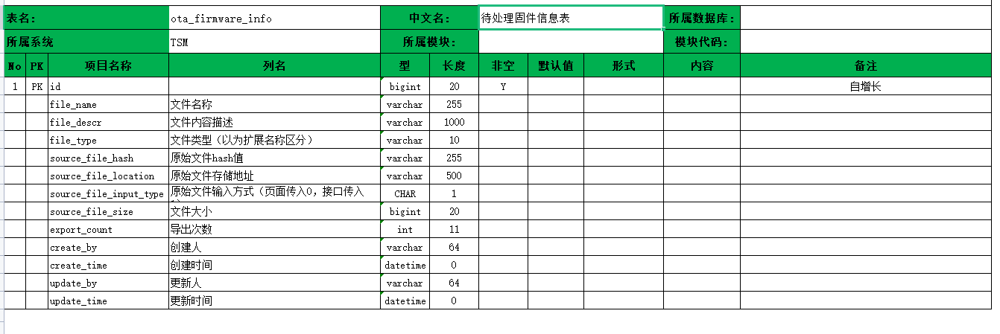 表名: ota_firmware_info 中文名: 待处理固件信息表 所属数据库:
所属系统 TSM 所属模块: 模块代码:
No PK 项目名称 列名 型 长度 非空 默认值 形式 内容 备注
1 PK id bigint 20 Y 自增长
file_name 文件名称 varchar 255
file_descr 文件内容描述 varchar 1000
file_type 文件类型（以为扩展名称区分） varchar 10
source_file_hash 原始文件hash值 varchar 255
source_file_location 原始文件存储地址 varchar 500
source_file_input_type 原始文件输入方式（页面传入0，接口传入 CHAR 1
source_file_size 文件大小 bigint 20
export_count 导出次数 int 11
create_by 创建人 varchar 64
create_time 创建时间 datetime 0
update_by 更新人 varchar 64
update_time 更新时间 datetime 0